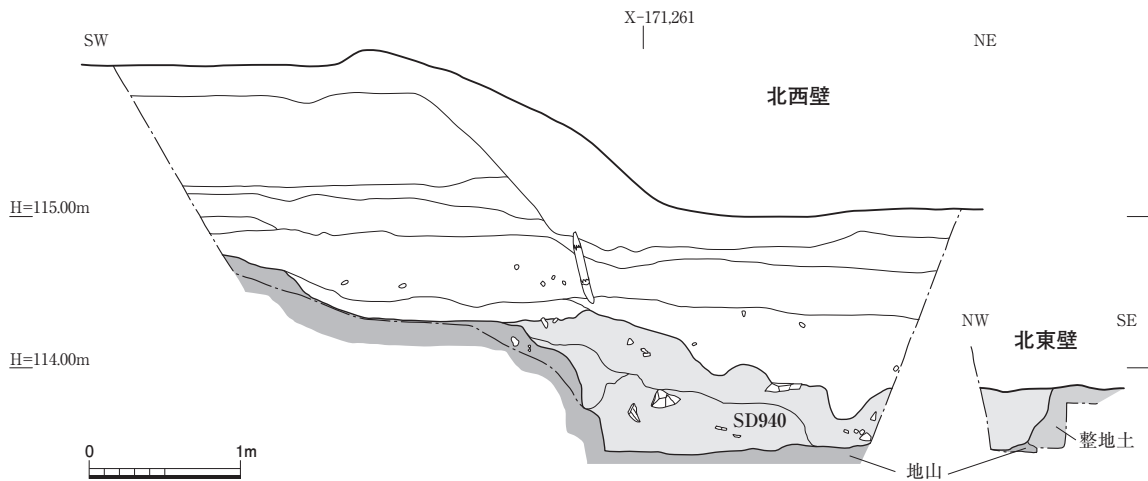 X-171,261
SW
NE
北西壁
H=115.00m
NW
SE
北東壁
H=114.00m
SD940
整地土
地山
0
1m